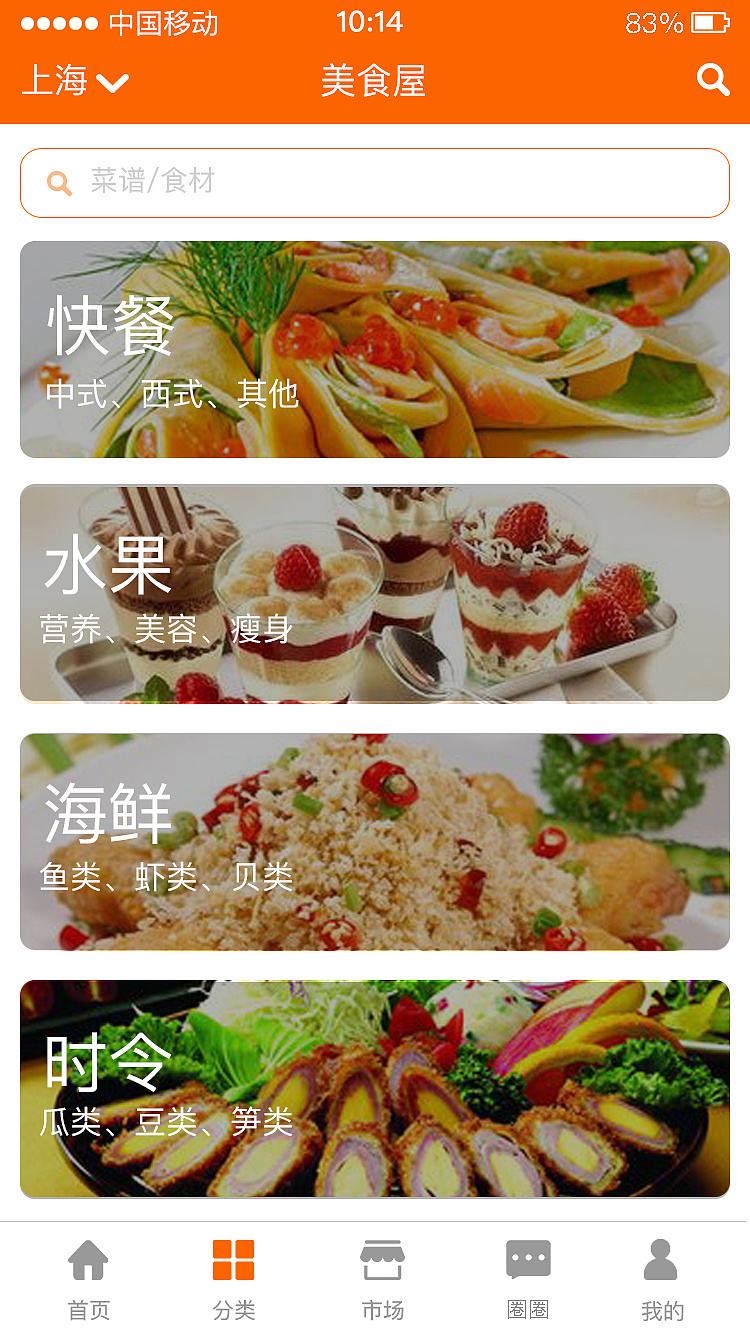 中国移动 10:14 83%
上海 美食屋
菜谱/食材
快餐
中式、西式、其他
水果
营养、美容、瘦身
海鲜
鱼类、虾类、贝类
时令
瓜类、豆类、笋类
首页 分类 市场 圈圈 我的